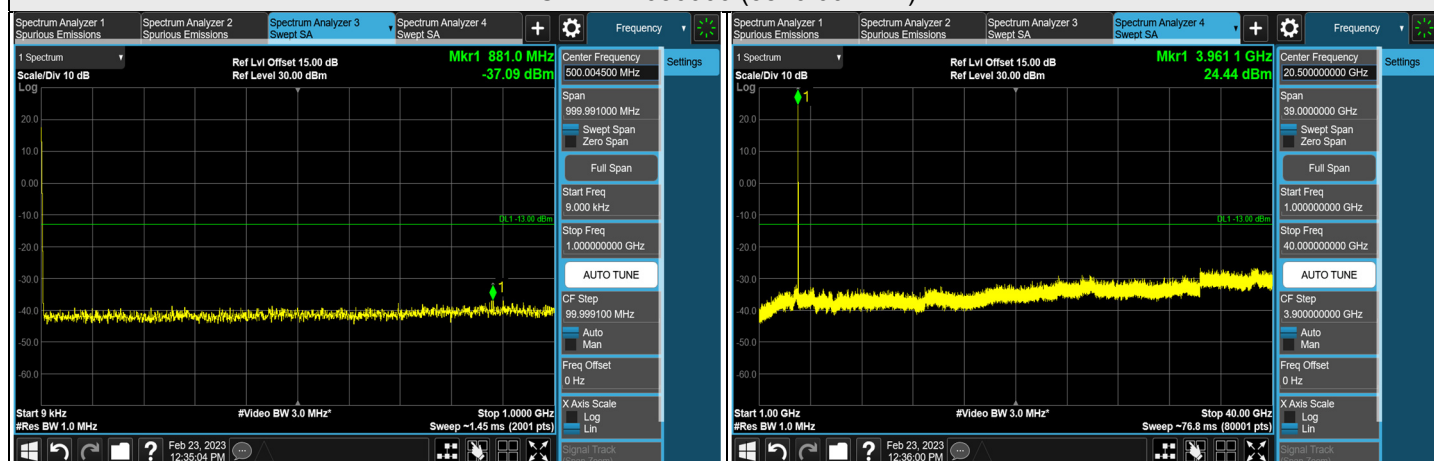 Spectrum Analyzer 1
Spurious Emissions
Spectrum Analyzer 2
Spurious Emissions
Spectrum Analyzer 3
Swept SA
Spectrum Analyzer 4
Swept SA
+
Frequency
1 Spectrum
Scale/Div 10 dB
Ref Lvl Offset 15.00 dB
Ref Level 30.00 dBm
Mkr1 881.0 MHz
-37.09 dBm
Log
20.0
10.0
0.00
-10.0
-20.0
-30.0
-40.0
-50.0
-60.0
DL1 -13.00 dBm
1
Start 9 kHz
#Res BW 1.0 MHz
#Video BW 3.0 MHz*
Stop 1.0000 GHz
Sweep ~1.45 ms (2001 pts)
Center Frequency
500.004500 MHz
Settings
Span
999.991000 MHz
Swept Span
Zero Span
Full Span
Start Freq
9.000 kHz
Stop Freq
1.000000000 GHz
AUTO TUNE
CF Step
99.999100 MHz
Auto
Man
Freq Offset
0 Hz
X Axis Scale
Log
Lin
Signal Track
?
Feb 23, 2023
12:35:04 PM
Spectrum Analyzer 1
Spurious Emissions
Spectrum Analyzer 2
Spurious Emissions
Spectrum Analyzer 3
Swept SA
Spectrum Analyzer 4
Swept SA
+
Frequency
1 Spectrum
Scale/Div 10 dB
Ref Lvl Offset 15.00 dB
Ref Level 30.00 dBm
Mkr1 3.961 1 GHz
24.44 dBm
Log
20.0
10.0
0.00
-10.0
-20.0
-30.0
-40.0
-50.0
-60.0
DL1 -13.00 dBm
1
Start 1.00 GHz
#Res BW 1.0 MHz
#Video BW 3.0 MHz*
Stop 40.00 GHz
Sweep ~76.8 ms (80001 pts)
Center Frequency
20.500000000 GHz
Settings
Span
39.0000000 GHz
Swept Span
Zero Span
Full Span
Start Freq
1.000000000 GHz
Stop Freq
40.000000000 GHz
AUTO TUNE
CF Step
3.900000000 GHz
Auto
Man
Freq Offset
0 Hz
X Axis Scale
Log
Lin
Signal Track
?
Feb 23, 2023
12:36:00 PM